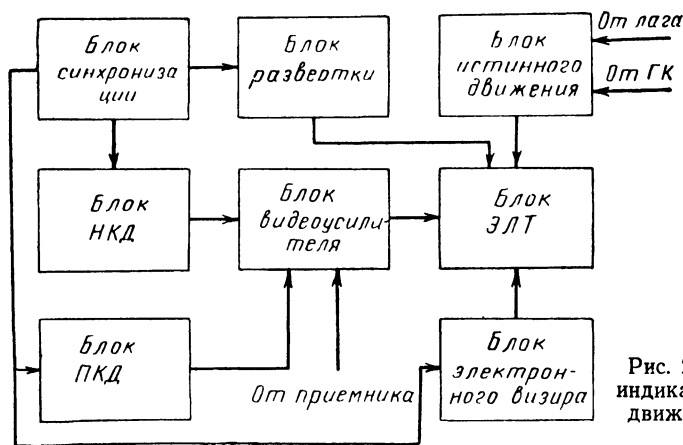 Блок
синхрониза
ции
Блок
развертки
Блок
истинного
движения
От лага
От ГК
Блок
НКД
Блок
видеоусили-
теля
Блок
ЭЛТ
Блок
ПКД
От приемника
Блок
электрон-
ного визира
Рис.
индика
движ